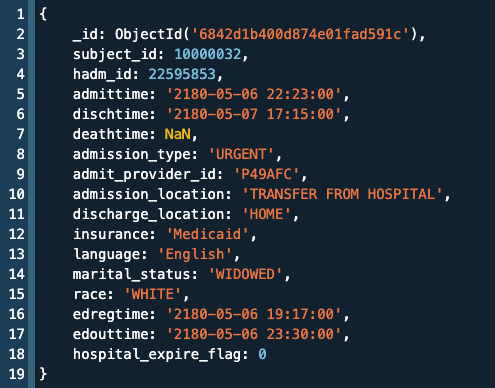 1 {
2 _id: ObjectId('6842d1b400d874e01fad591c'),
3 subject_id: 10000032,
4 hadm_id: 22595853,
5 admittime: '2180-05-06 22:23:00',
6 dischtime: '2180-05-07 17:15:00',
7 deathtime: NaN,
8 admission_type: 'URGENT',
9 admit_provider_id: 'P49AFC',
10 admission_location: 'TRANSFER FROM HOSPITAL',
11 discharge_location: 'HOME',
12 insurance: 'Medicaid',
13 language: 'English',
14 marital_status: 'WIDOWED',
15 race: 'WHITE',
16 edregtime: '2180-05-06 19:17:00',
17 edouttime: '2180-05-06 23:30:00',
18 hospital_expire_flag: 0
19 }